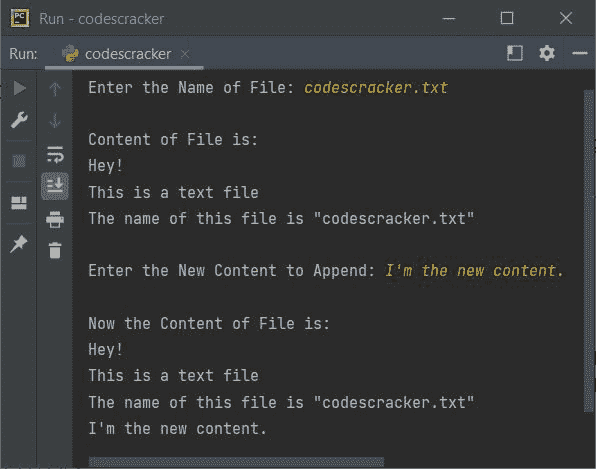 PC Run - codescracker
Run: codescracker
Enter the Name of File: codescracker.txt
Content of File is:
Hey!
This is a text file
The name of this file is "codescracker.txt"
Enter the New Content to Append: I'm the new content.
Now the Content of File is:
Hey!
This is a text file
The name of this file is "codescracker.txt"
I'm the new content.